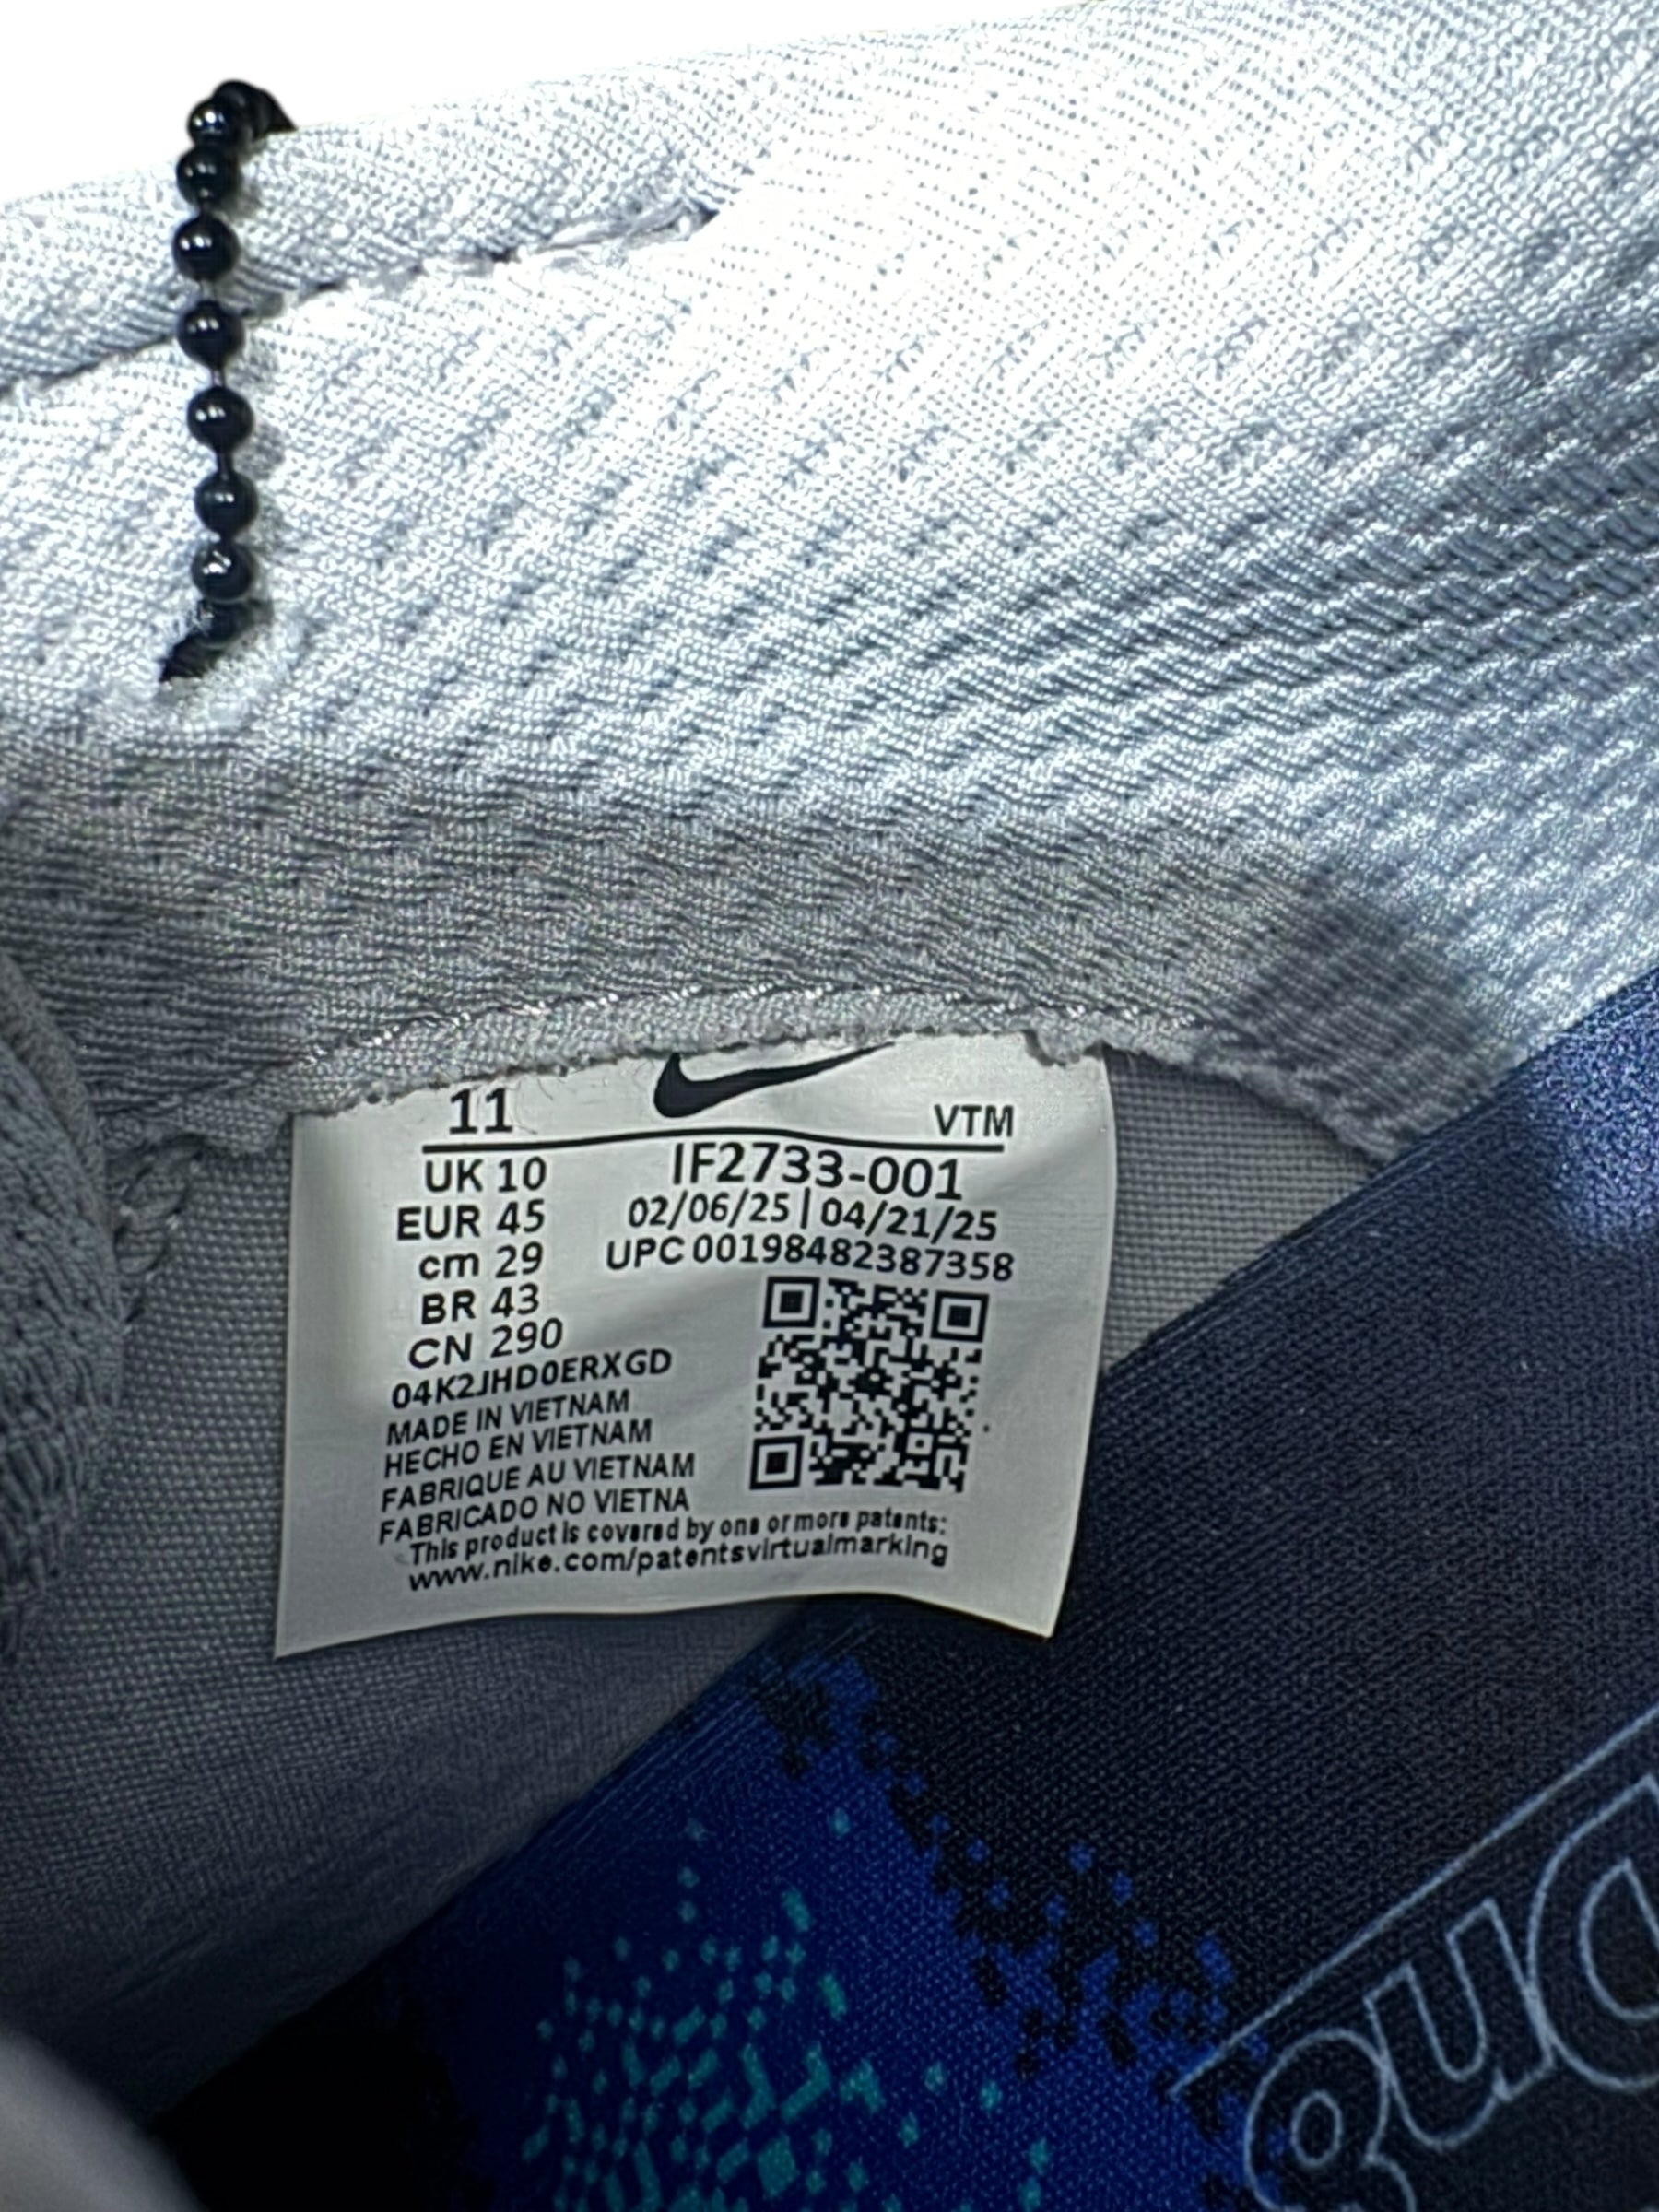 11
VTM
UK 10
EUR 45
cm 29
BR 43
CN 290
IF2733-001
02/06/25 | 04/21/25
UPC 00198482387358
04K2JHD0ERXGD
MADE IN VIETNAM
HECHO EN VIETNAM
FABRIQUE AU VIETNAM
FABRICADO NO VIETNA
This product is covered by one or more patents:
www.nike.com/patentsvirtualmarking